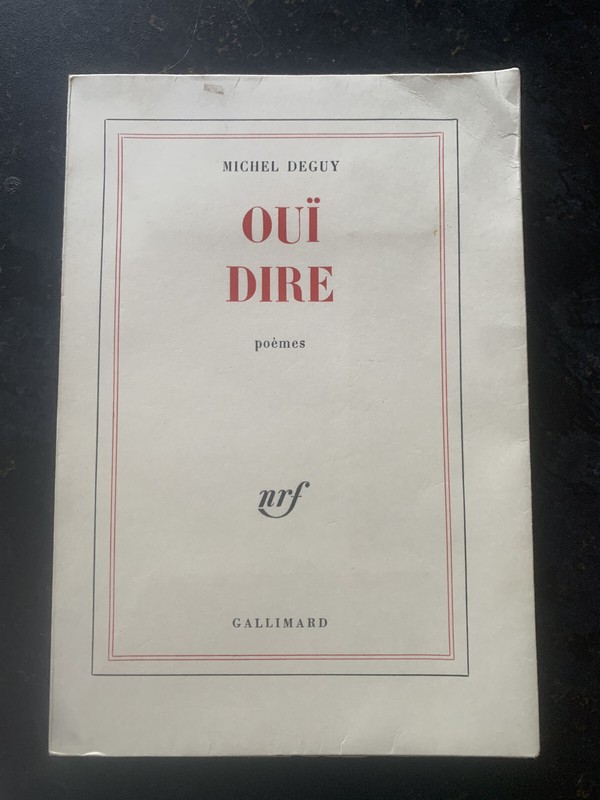 MICHEL DEGUY
OUÏ
DIRE
poèmes
nrf
GALLIMARD